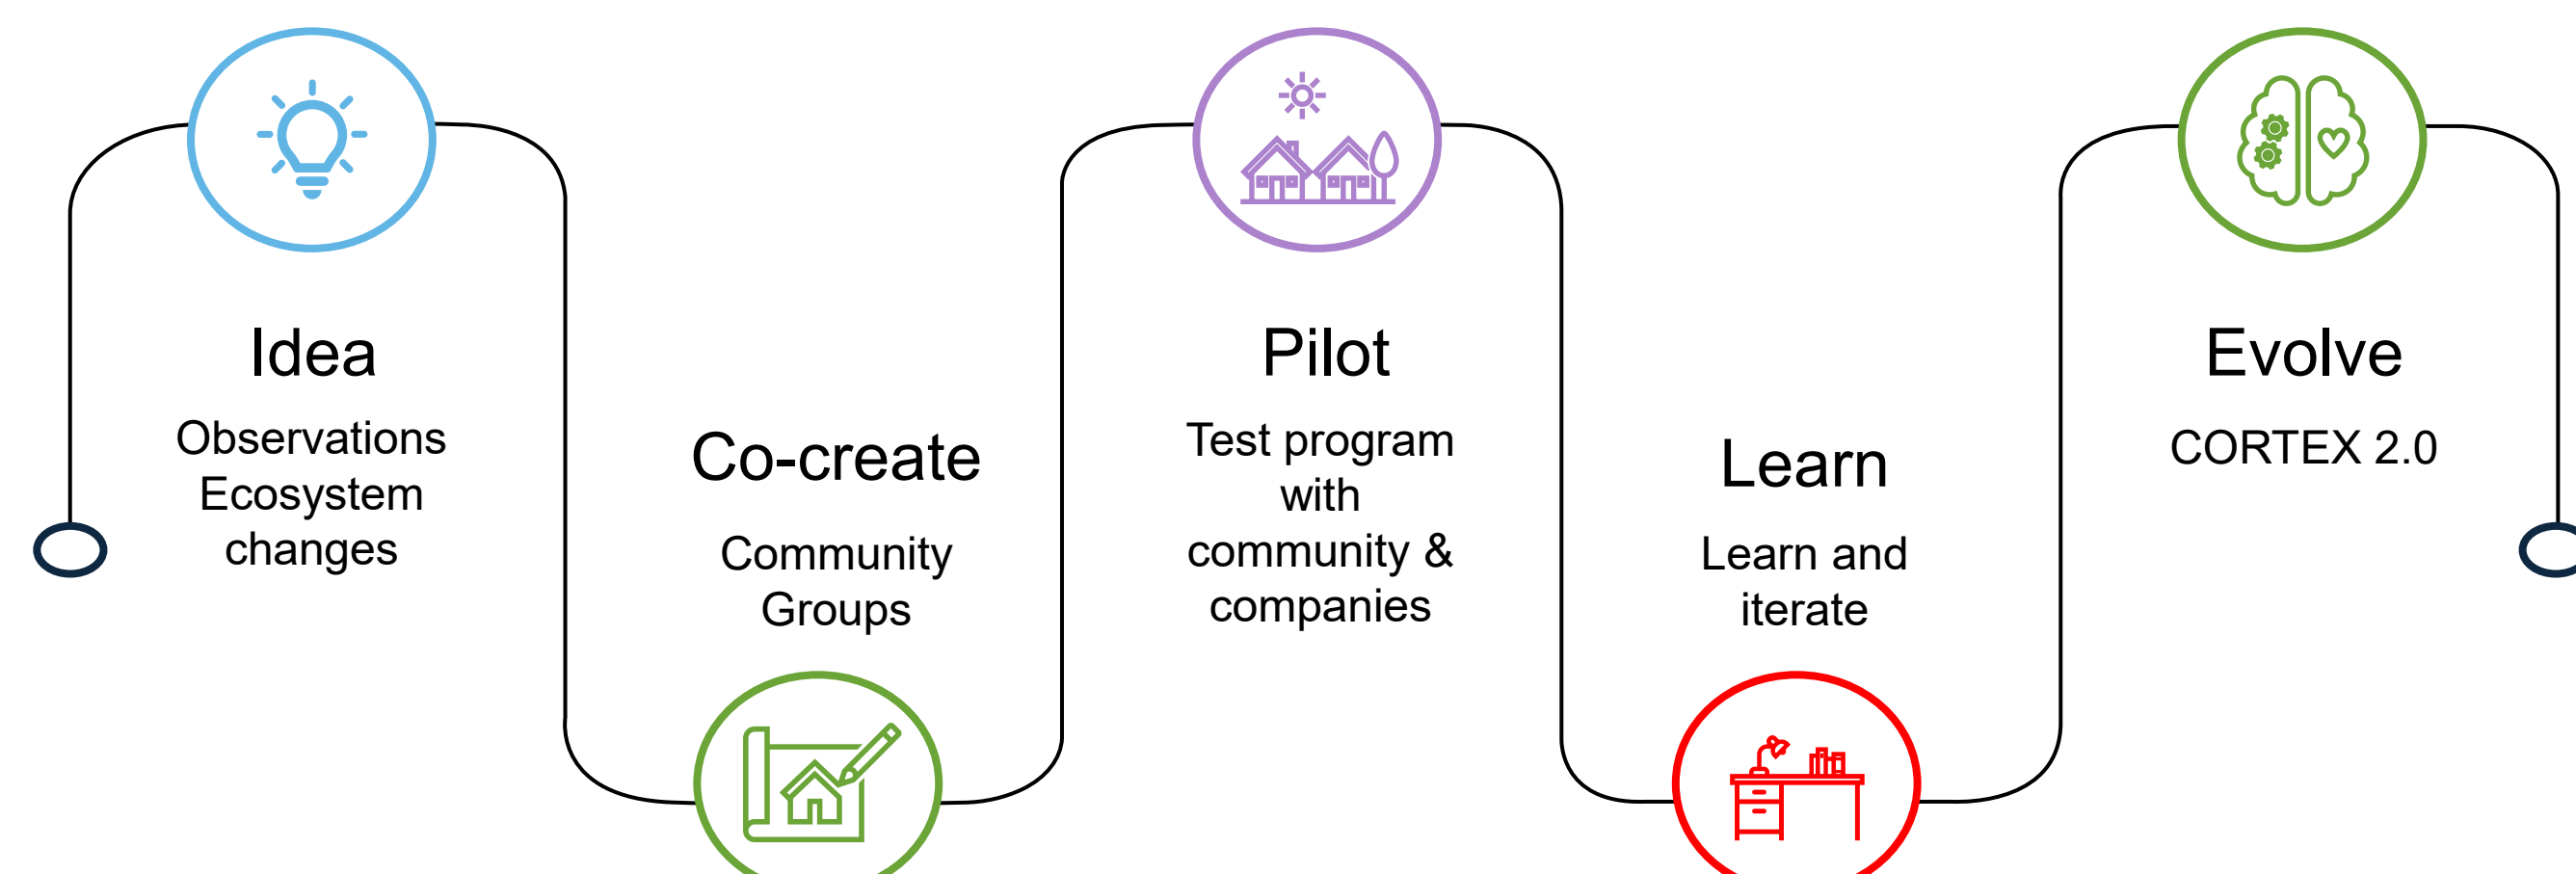 Idea
Observations
Ecosystem
changes
Co-create
Community
Groups
Pilot
Test program
with
community &
companies
Learn
Learn and
iterate
Evolve
CORTEX 2.0